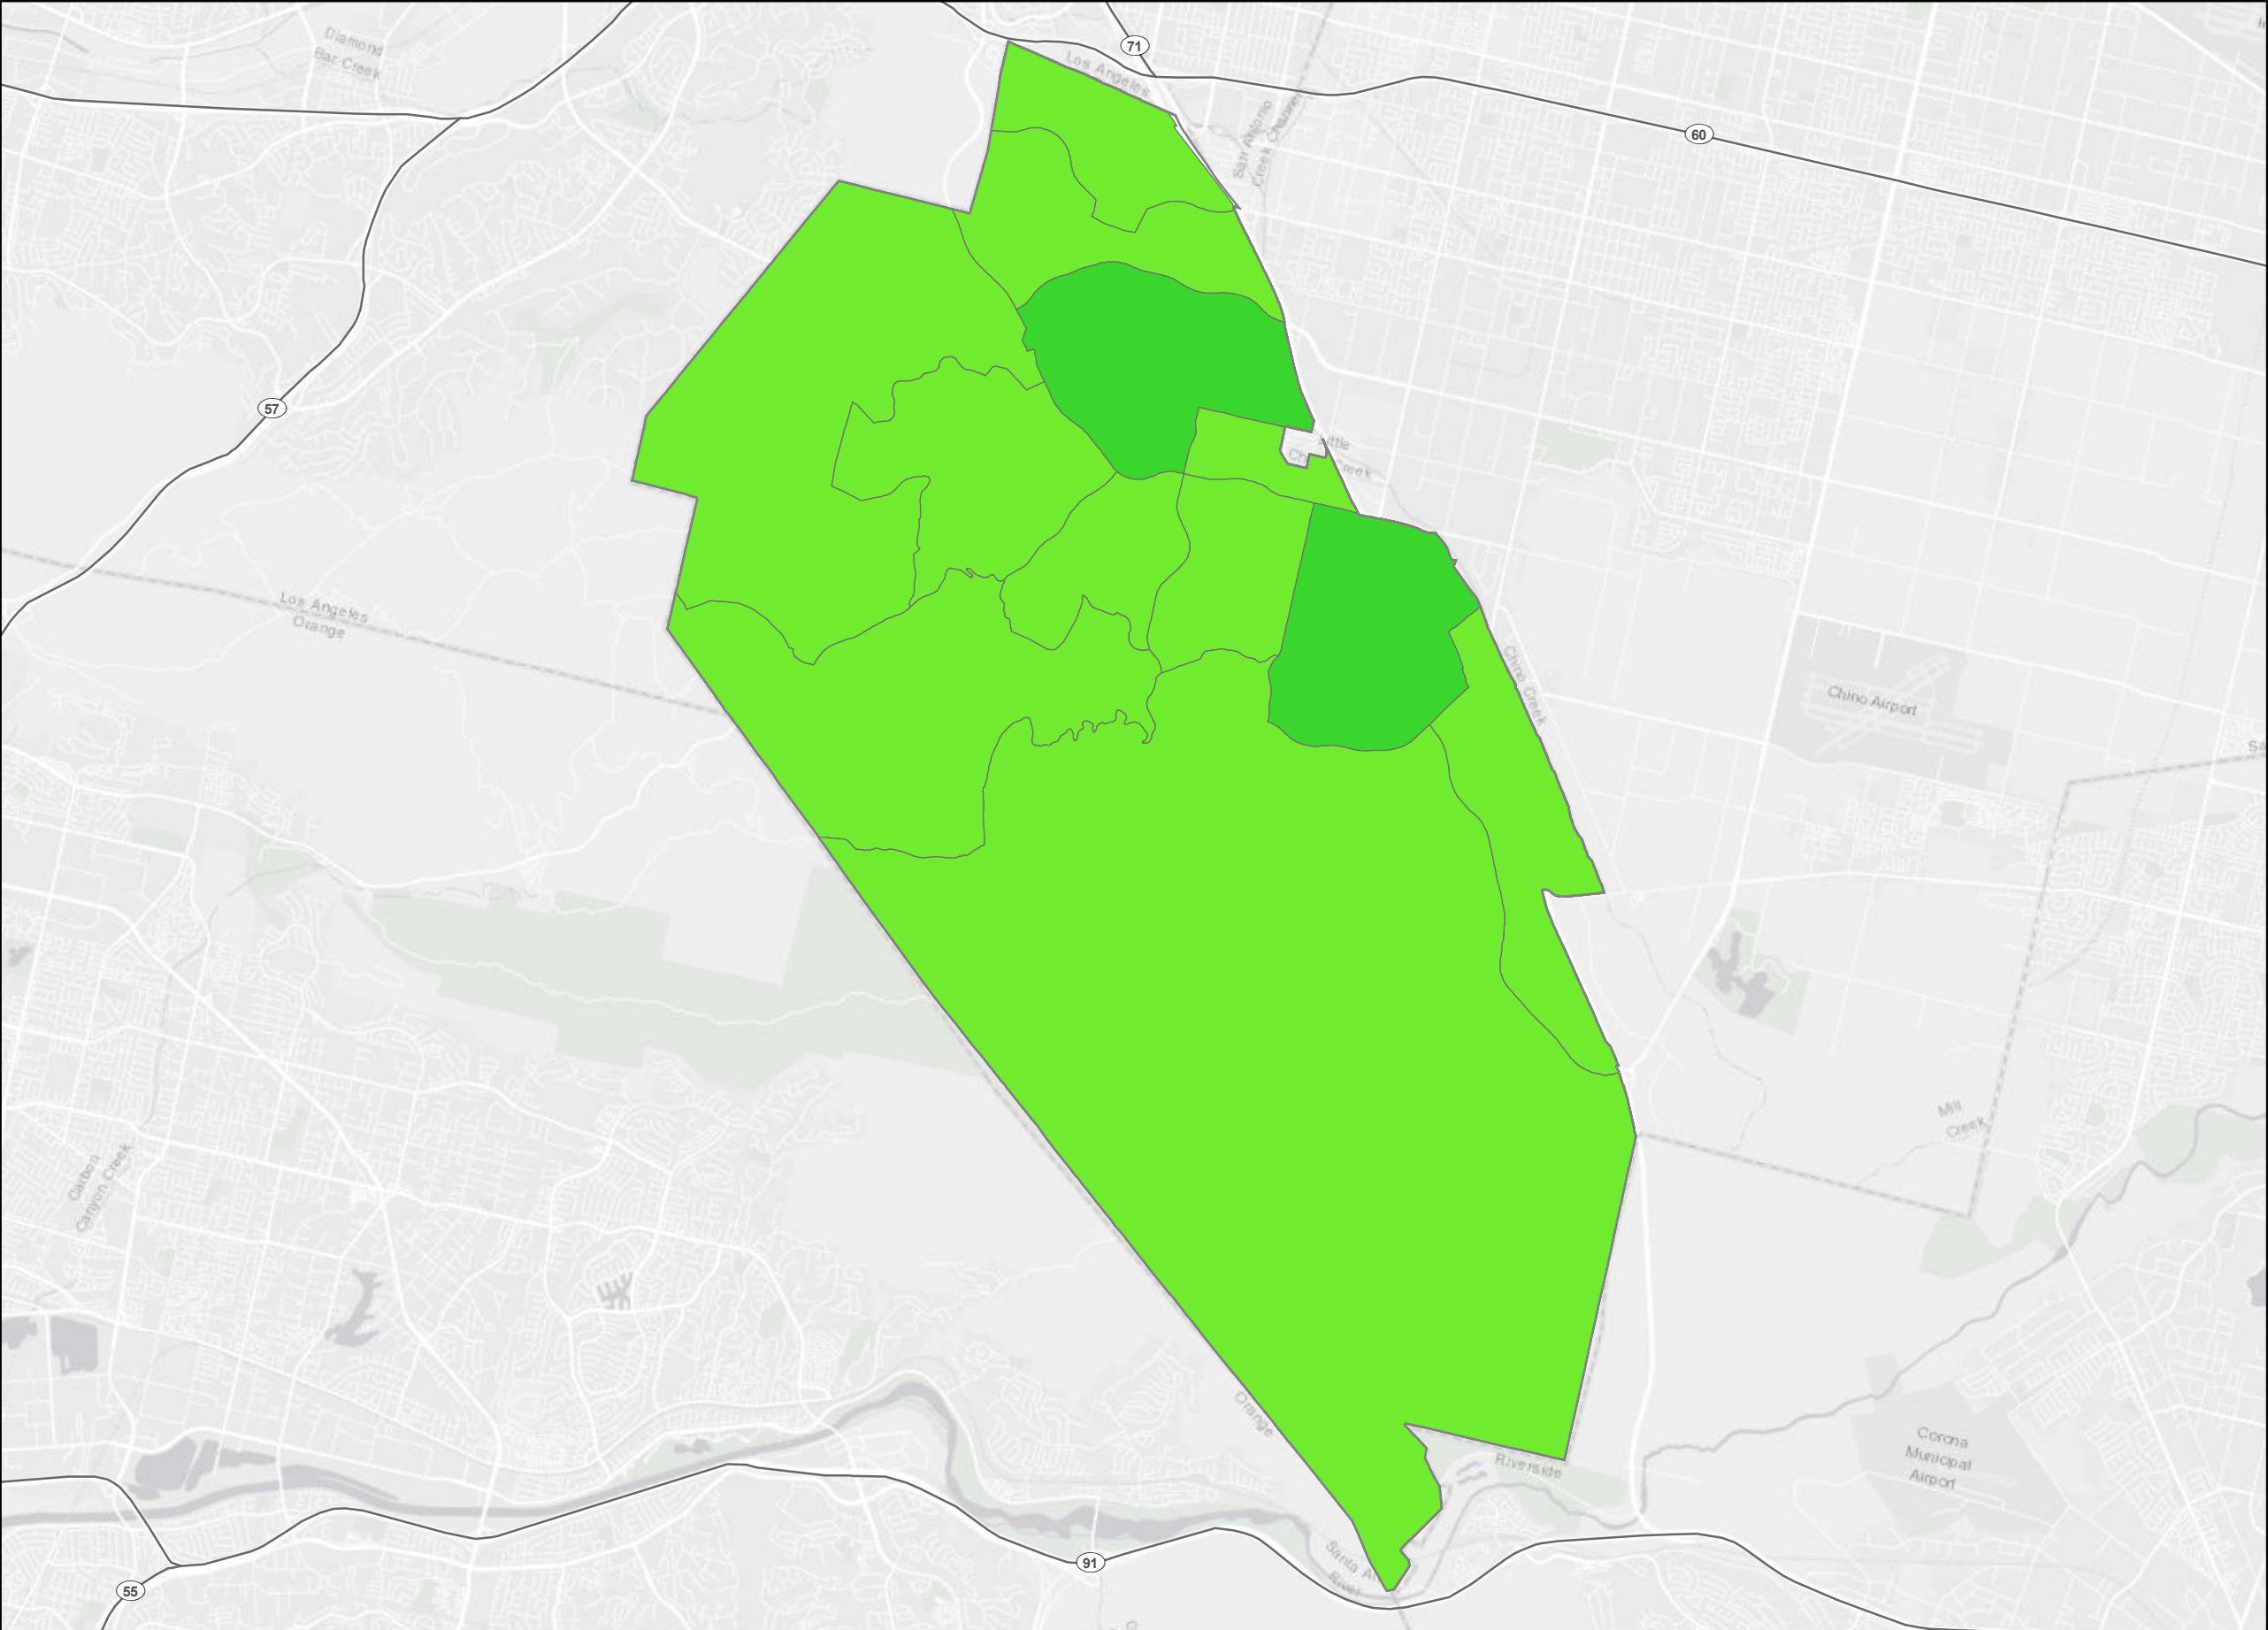 Diamond
Bar Creek
71
Los Angeles
60
San Antonio
Creek Channel
57
Little
Creek
Los Angeles
Orange
Chino Creek
Chino Airport
Mill
Creek
Carbon
Canyon Creek
Orange
Riverside
Corona
Municipal
Airport
Santa
River
91
55